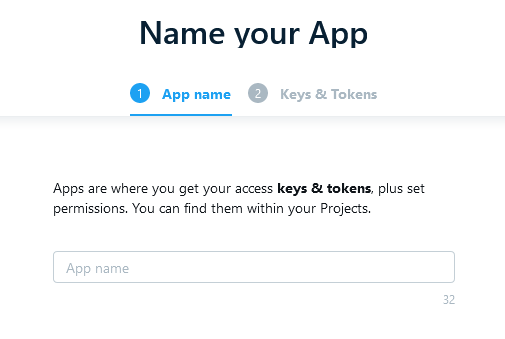 Name your App
1 App name 2 Keys & Tokens
Apps are where you get your access keys & tokens, plus set
permissions. You can find them within your Projects.
App name
32